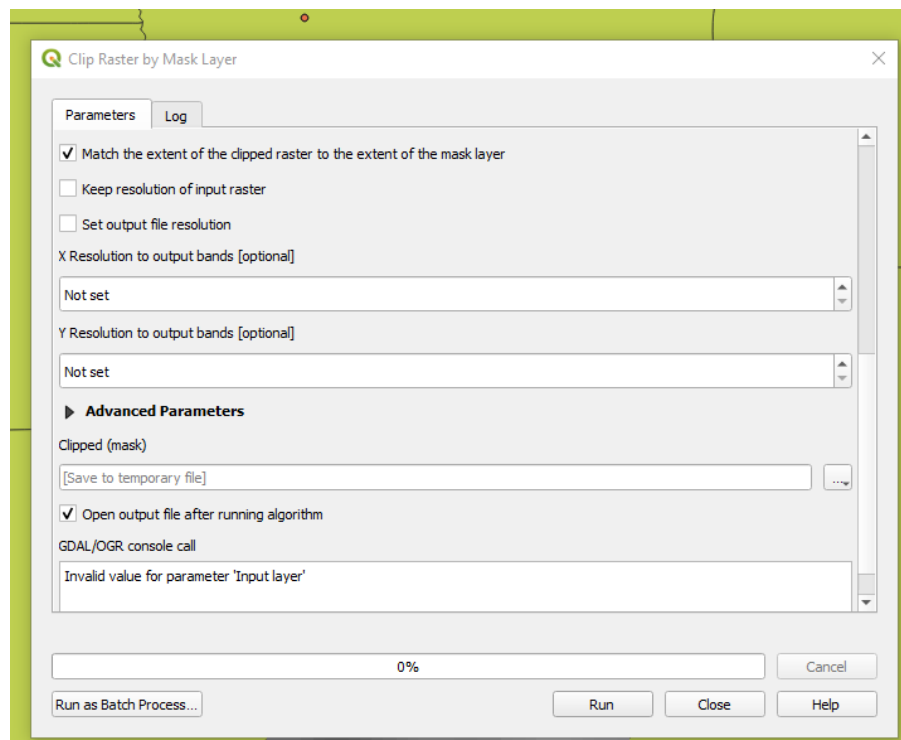 Clip Raster by Mask Layer
Parameters
Log
Match the extent of the clipped raster to the extent of the mask layer
Keep resolution of input raster
Set output file resolution
X Resolution to output bands [optional]
Not set
Y Resolution to output bands [optional]
Not set
Advanced Parameters
Clipped (mask)
[Save to temporary file]
...
Open output file after running algorithm
GDAL/OGR console call
Invalid value for parameter 'Input layer'
0%
Cancel
Run as Batch Process...
Run
Close
Help